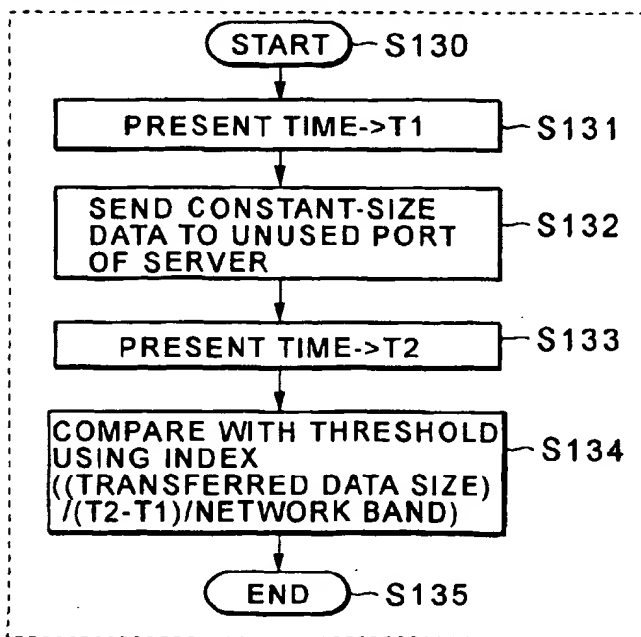 START S130
PRESENT TIME->T1 S131
SEND CONSTANT-SIZE
DATA TO UNUSED PORT
OF SERVER
S132
PRESENT TIME->T2 S133
COMPARE WITH THRESHOLD
USING INDEX
((TRANSFERRED DATA SIZE)
/(T2-T1)/NETWORK BAND)
S134
END S135